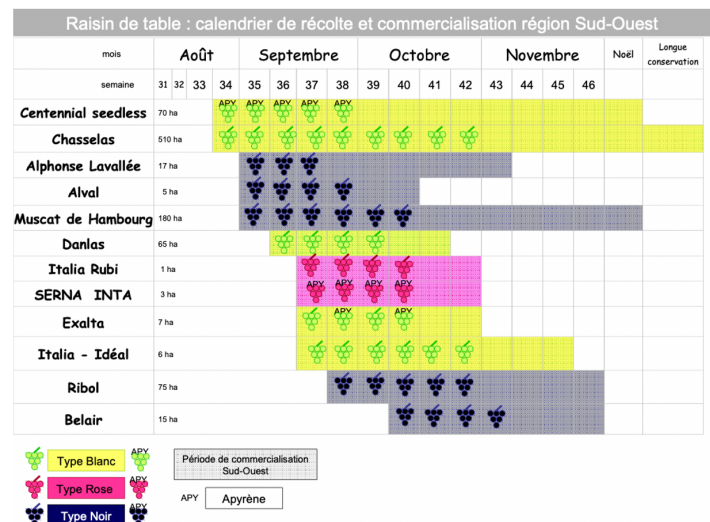 Raisin de table : calendrier de récolte et commercialisation région Sud-Ouest
mois Août Septembre Octobre Novembre Noël Longue conservation
semaine 31 32 33 34 35 36 37 38 39 40 41 42 43 44 45 46
APY APY APY APY APY
Centennial seedless 70 ha
Chasselas 510 ha
Alphonse Lavallée 17 ha
Alval 5 ha
Muscat de Hambourg 180 ha
Danlas 65 ha
Italia Rubi 1 ha
SERNA INTA 3 ha APY APY APY APY
Exalta 7 ha APY APY
Italia - Idéal 6 ha
Ribol 75 ha
Belair 15 ha
Type Blanc APY
Période de commercialisation
Sud-Ouest
Type Rose APY
APY Apyrène
Type Noir APY